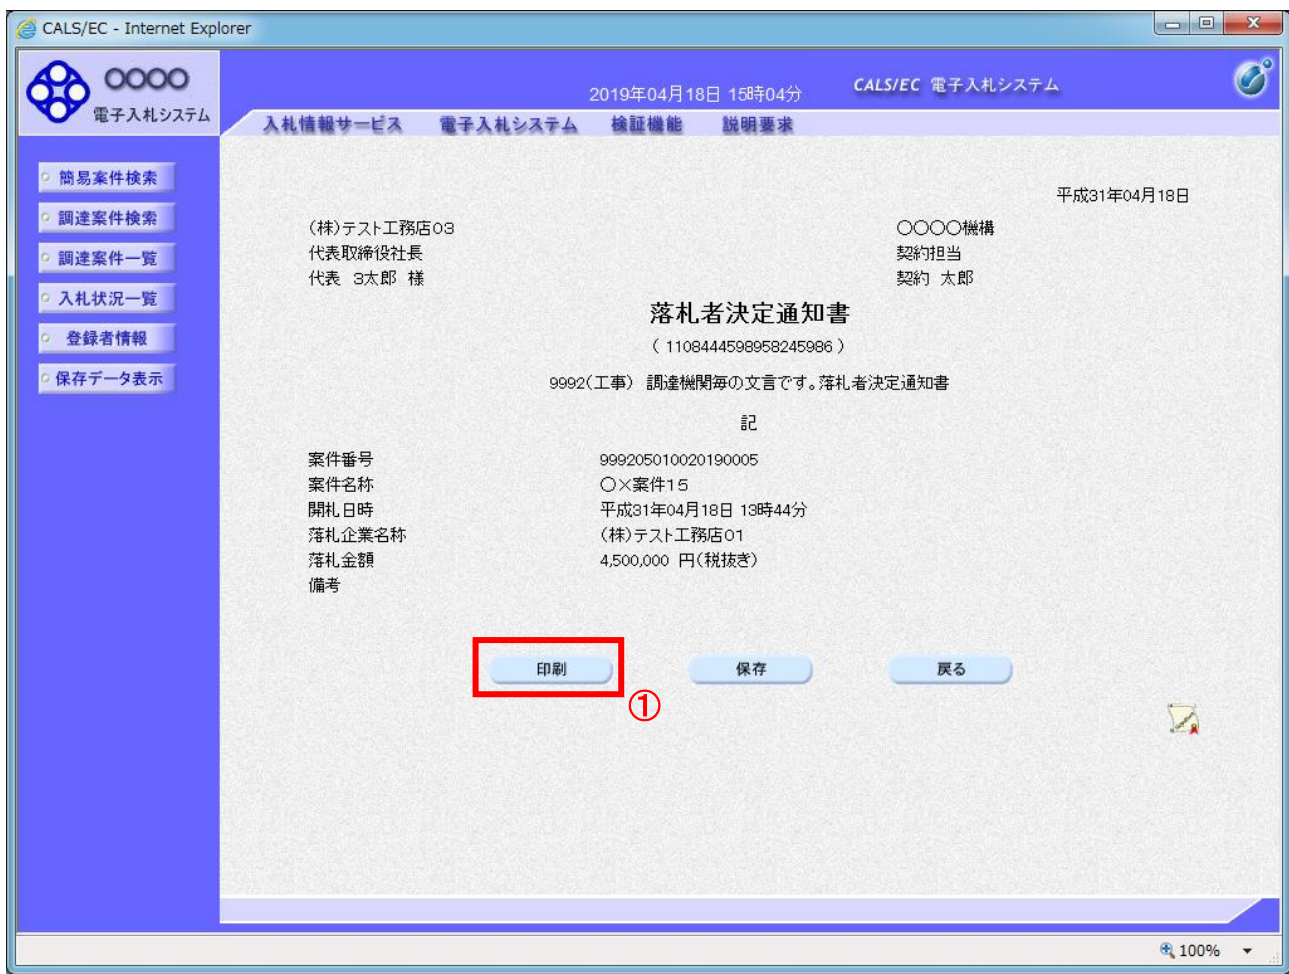 CALS/EC - Internet Explorer
OOOO
電子入札システム
2019年04月18日 15時04分
CALS/EC 電子入札システム
入札情報サービス 電子入札システム 検証機能 説明要求
簡易案件検索
調達案件検索
調達案件一覧
入札状況一覧
登録者情報
保存データ表示
平成31年04月18日
(株)テスト工務店03
代表取締役社長
代表 3太郎 様
〇〇〇〇機構
契約担当
契約 太郎
落札者決定通知書
( 1108444598958245986 )
9992(工事) 調達機関毎の文言です。落札者決定通知書
記
案件番号 999205010020190005
案件名称 〇×案件15
開札日時 平成31年04月18日 13時44分
落札企業名称 (株)テスト工務店01
落札金額 4,500,000 円(税抜き)
備考
印刷 保存 戻る
①
100%